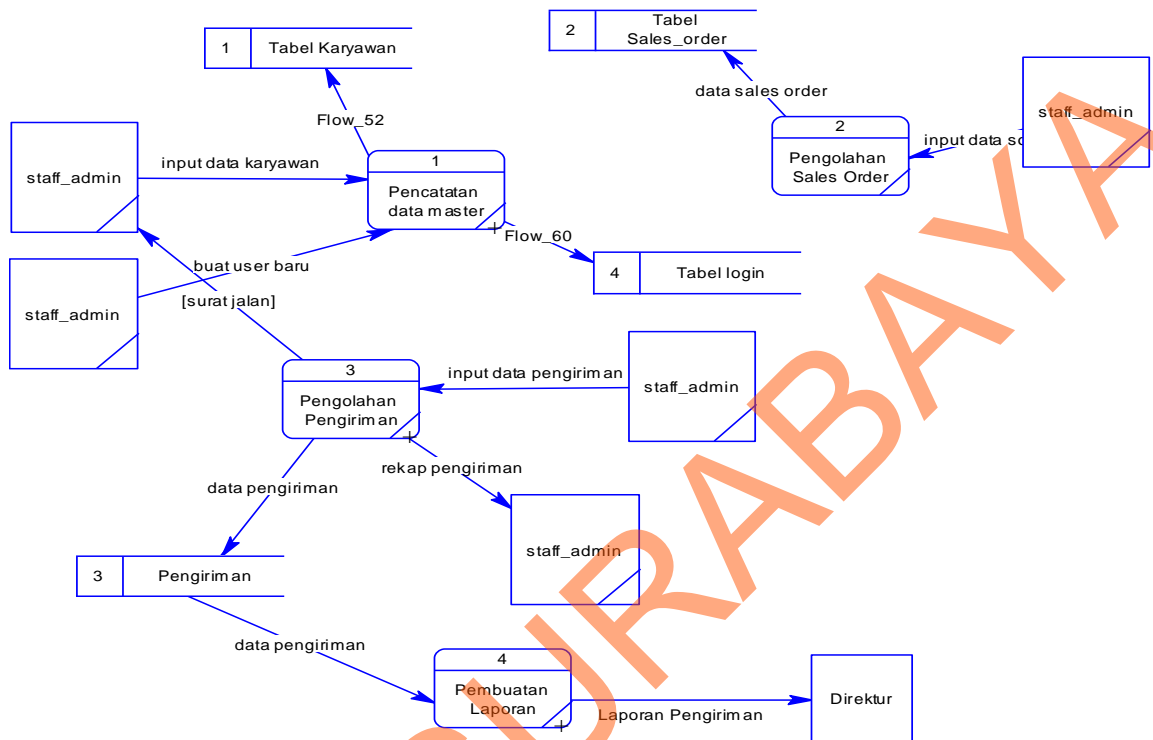 1
Tabel Karyawan
2
Tabel
Sales_order
data sales order
staff_admin
Flow_52
2
input data
Pengolahan
Sales Order
staff_admin
input data karyawan
1
Pencatatan
data master
Flow_60
4
Tabel login
buat user baru
[surat jalan]
staff_admin
3
Pengolahan
Pengiriman
input data pengiriman
staff_admin
rekap pengiriman
data pengiriman
staff_admin
3
Pengiriman
data pengiriman
4
Pembuatan
Laporan
Laporan Pengiriman
Direktur
SURABAYA